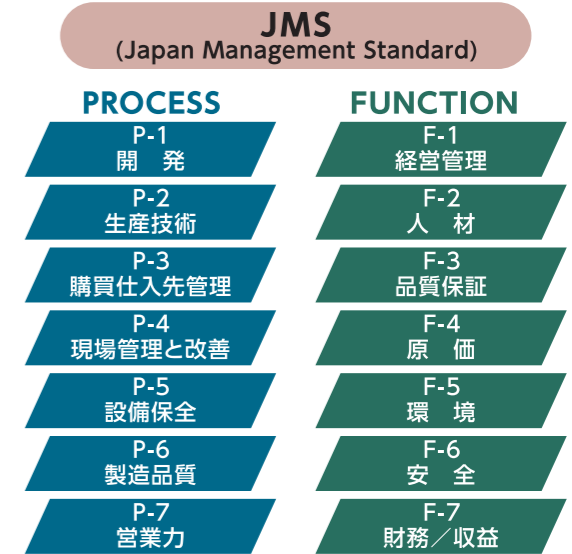 JMS
(Japan Management Standard)
PROCESS
P-1
開　発
P-2
生産技術
P-3
購買仕入先管理
P-4
現場管理と改善
P-5
設備保全
P-6
製造品質
P-7
営業力
FUNCTION
F-1
経営管理
F-2
人　材
F-3
品質保証
F-4
原　価
F-5
環　境
F-6
安　全
F-7
財務／収益